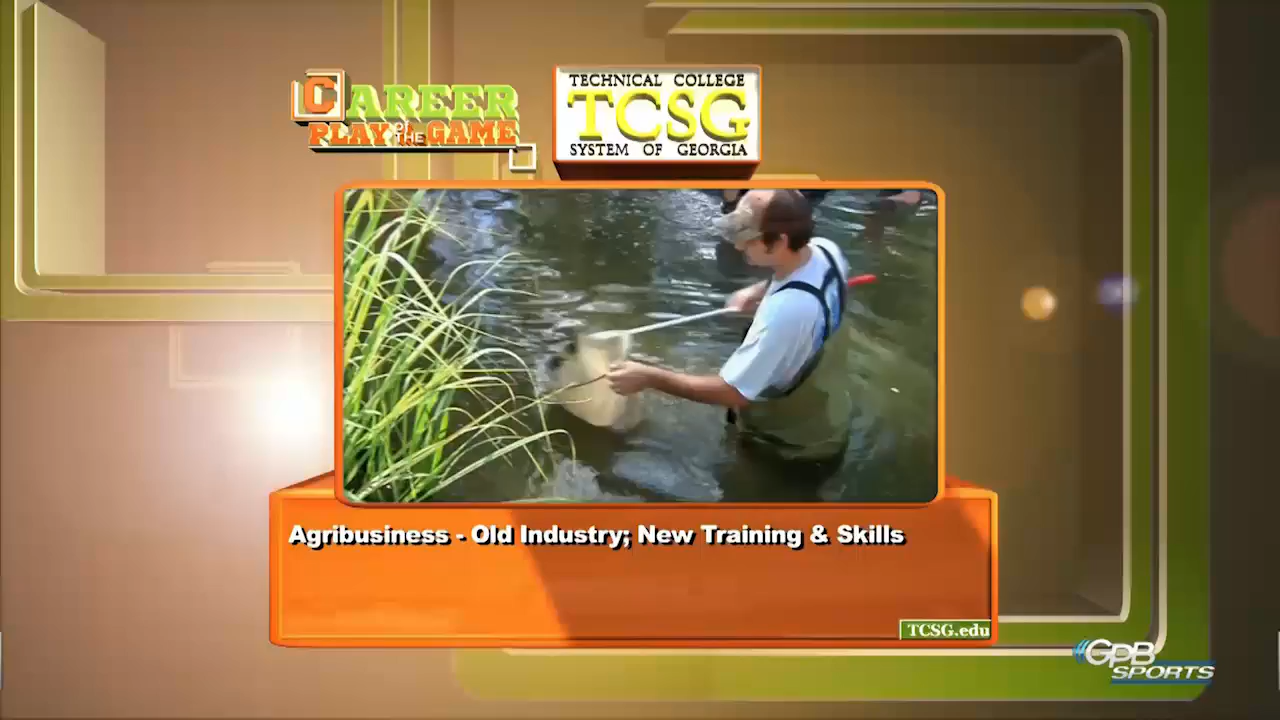 CAREER
PLAY OF THE GAME
TECHNICAL COLLEGE
TCSG
SYSTEM OF GEORGIA
Agribusiness - Old Industry; New Training & Skills
TCSG.edu
GPB
SPORTS